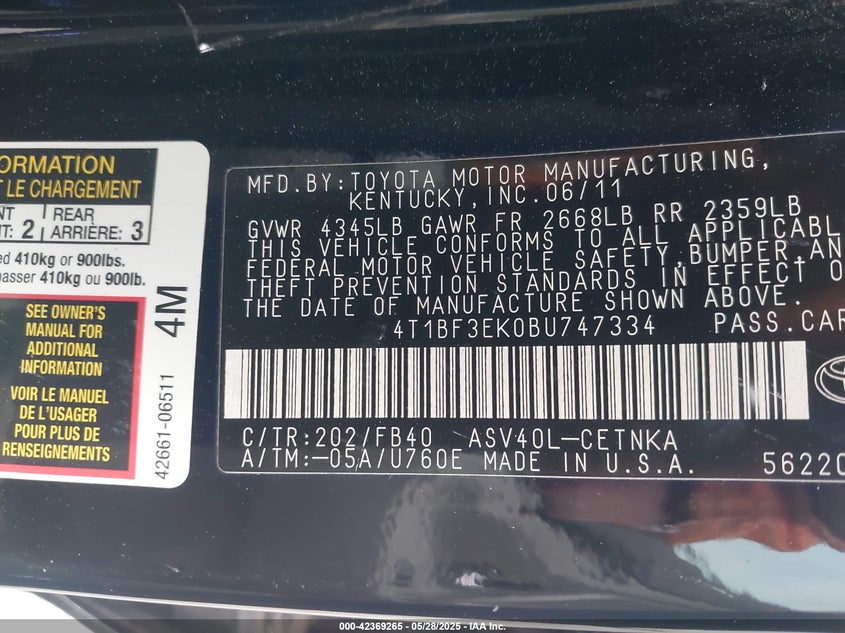 ORMATION
T LE CHARGEMENT
NT : 2 REAR
T: 2 ARRIÈRE: 3
ed 410kg or 900lbs.
passer 410kg ou 900lb.
SEE OWNER'S
MANUAL FOR
ADDITIONAL
INFORMATION
VOIR LE MANUEL
DE L'USAGER
POUR PLUS DE
RENSEIGNEMENTS
4M
42661-06511
MFD.BY:TOYOTA MOTOR MANUFACTURING,
KENTUCKY,INC.06/11
GVWR 4345LB GAWR FR 2668LB RR 2359LB
THIS VEHICLE CONFORMS TO ALL APPLICABL
FEDERAL MOTOR VEHICLE SAFETY,BUMPER,AN
THEFT PREVENTION STANDARDS IN EFFECT O
THE DATE OF MANUFACTURE SHOWN ABOVE.
4T1BF3EK0BU747334 PASS.CAR
C/TR:202/FB40 ASV40L-CETNKA
A/TM:-05A/U760E MADE IN U.S.A. 56220
000-42369265 - 05/28/2025 - IAA Inc.